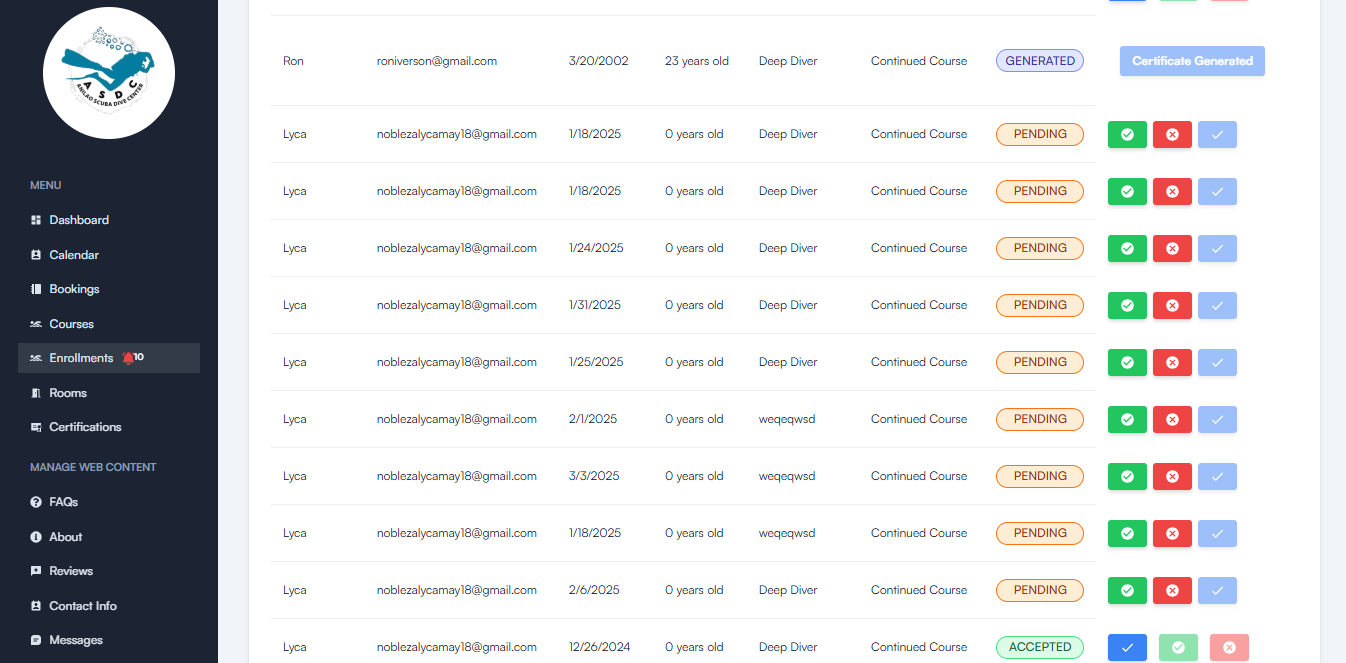 ASDC
ANILAO SCUBA DIVE CENTER
MENU
Dashboard
Calendar
Bookings
Courses
Enrollments 10
Rooms
Certifications
MANAGE WEB CONTENT
FAQs
About
Reviews
Contact Info
Messages
Ron roniverson@gmail.com 3/20/2002 23 years old Deep Diver Continued Course GENERATED Certificate Generated
Lyca noblezalycamay18@gmail.com 1/18/2025 0 years old Deep Diver Continued Course PENDING
Lyca noblezalycamay18@gmail.com 1/18/2025 0 years old Deep Diver Continued Course PENDING
Lyca noblezalycamay18@gmail.com 1/24/2025 0 years old Deep Diver Continued Course PENDING
Lyca noblezalycamay18@gmail.com 1/31/2025 0 years old Deep Diver Continued Course PENDING
Lyca noblezalycamay18@gmail.com 1/25/2025 0 years old Deep Diver Continued Course PENDING
Lyca noblezalycamay18@gmail.com 2/1/2025 0 years old weqeqwsd Continued Course PENDING
Lyca noblezalycamay18@gmail.com 3/3/2025 0 years old weqeqwsd Continued Course PENDING
Lyca noblezalycamay18@gmail.com 1/18/2025 0 years old weqeqwsd Continued Course PENDING
Lyca noblezalycamay18@gmail.com 2/6/2025 0 years old Deep Diver Continued Course PENDING
Lyca noblezalycamay18@gmail.com 12/26/2024 0 years old Deep Diver Continued Course ACCEPTED